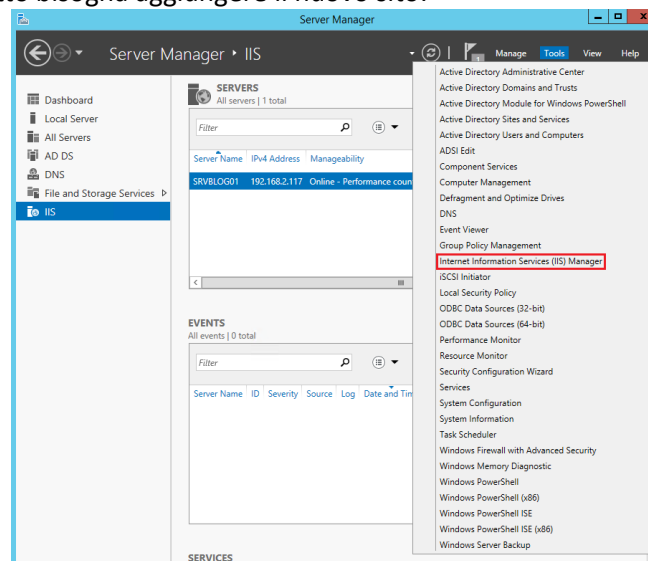 bisogna aggiungere il nuovo sito.
Server Manager
Server Manager ‣ IIS
1
Manage Tools View Help
Dashboard
Local Server
All Servers
AD DS
DNS
File and Storage Services
IIS
SERVERS
All servers | 1 total
Filter
Server Name IPv4 Address Manageability
SRVBLOG01 192.168.2.117 Online - Performance coun
EVENTS
All events | 0 total
Filter
Server Name ID Severity Source Log Date and Tim
SERVICES
Active Directory Administrative Center
Active Directory Domains and Trusts
Active Directory Module for Windows PowerShell
Active Directory Sites and Services
Active Directory Users and Computers
ADSI Edit
Component Services
Computer Management
Defragment and Optimize Drives
DNS
Event Viewer
Group Policy Management
Internet Information Services (IIS) Manager
iSCSI Initiator
Local Security Policy
ODBC Data Sources (32-bit)
ODBC Data Sources (64-bit)
Performance Monitor
Resource Monitor
Security Configuration Wizard
Services
System Configuration
System Information
Task Scheduler
Windows Firewall with Advanced Security
Windows Memory Diagnostic
Windows PowerShell
Windows PowerShell (x86)
Windows PowerShell ISE
Windows PowerShell ISE (x86)
Windows Server Backup